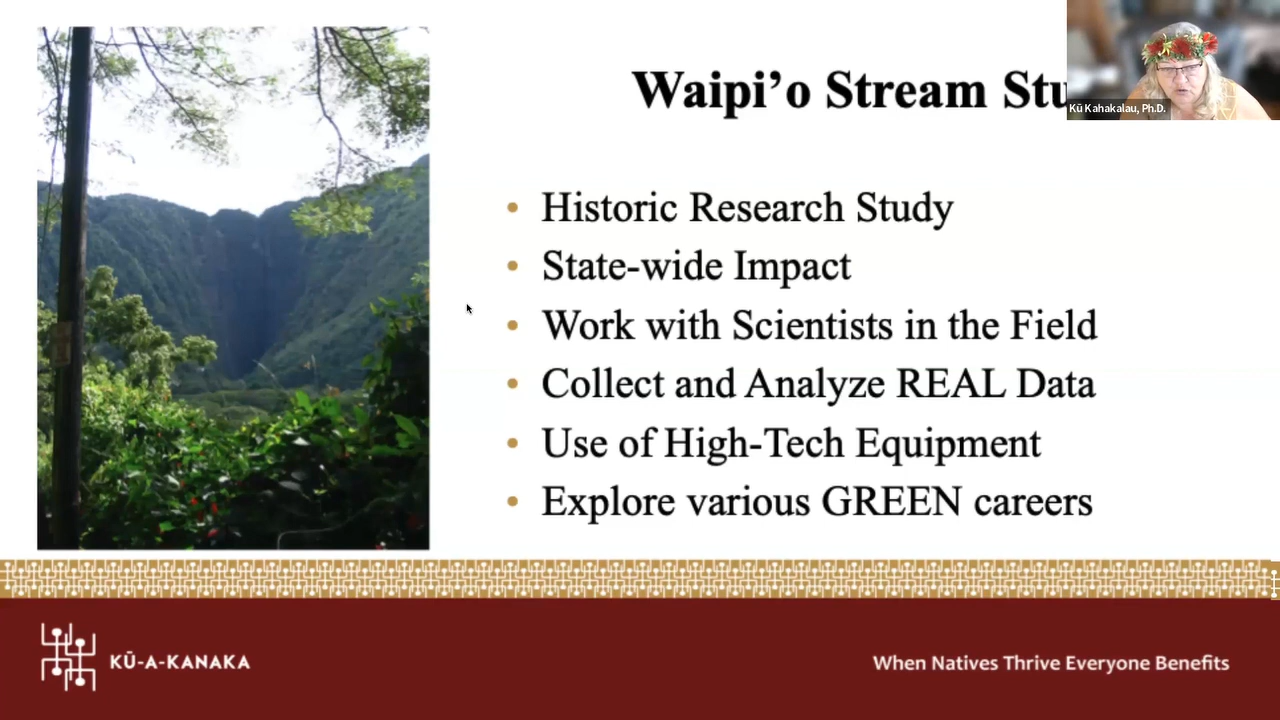 Waipi’o Stream Stu
Kū Kahakalau, Ph.D.
• Historic Research Study
• State-wide Impact
• Work with Scientists in the Field
• Collect and Analyze REAL Data
• Use of High-Tech Equipment
• Explore various GREEN careers
KŪ-A-KANAKA
When Natives Thrive Everyone Benefits